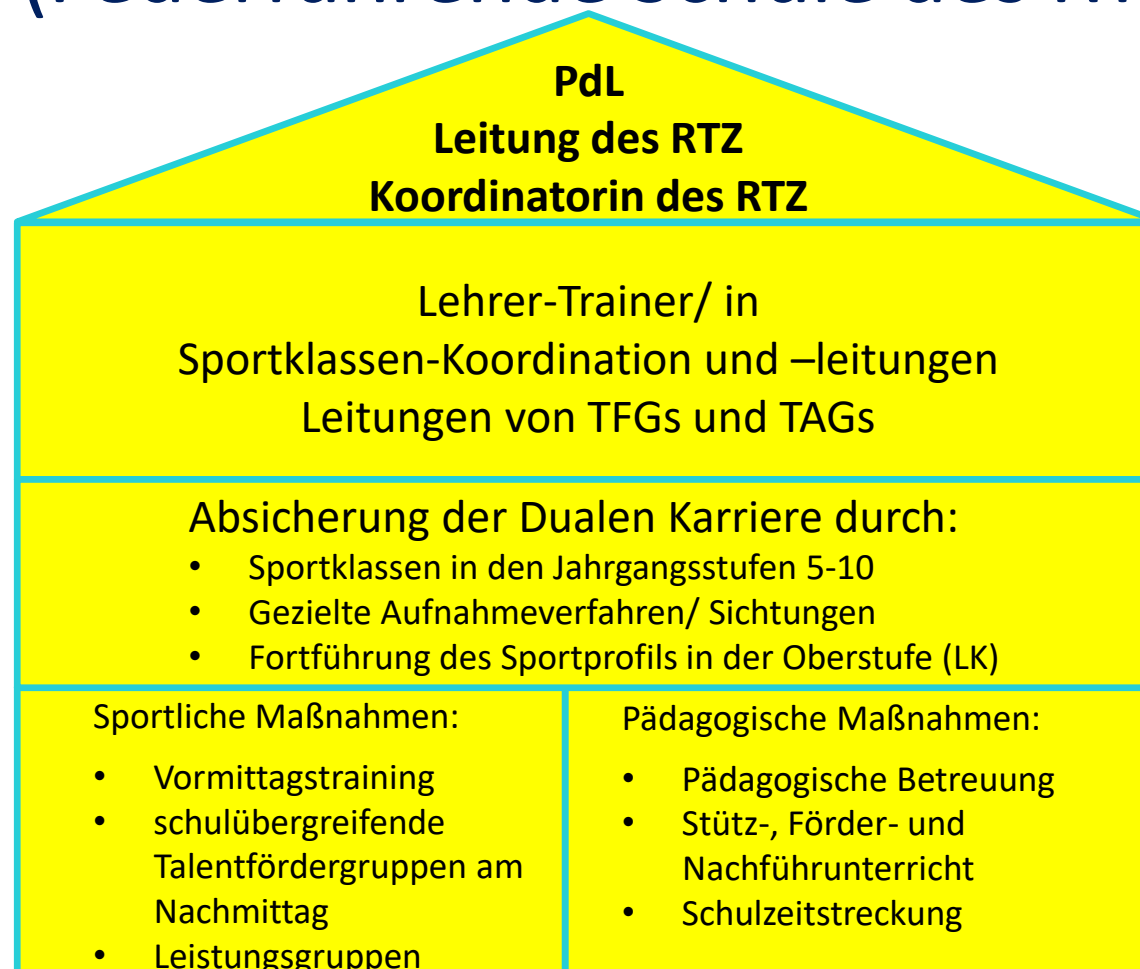 PdL
Leitung des RTZ
Koordinatorin des RTZ
Lehrer-Trainer/ in
Sportklassen-Koordination und –leitungen
Leitungen von TFGs und TAGs
Absicherung der Dualen Karriere durch:
• Sportklassen in den Jahrgangsstufen 5-10
• Gezielte Aufnahmeverfahren/ Sichtungen
• Fortführung des Sportprofils in der Oberstufe (LK)
Sportliche Maßnahmen:
• Vormittagstraining
• schulübergreifende
Talentfördergruppen am
Nachmittag
• Leistungsgruppen
Pädagogische Maßnahmen:
• Pädagogische Betreuung
• Stütz-, Förder- und
Nachführunterricht
• Schulzeitstreckung